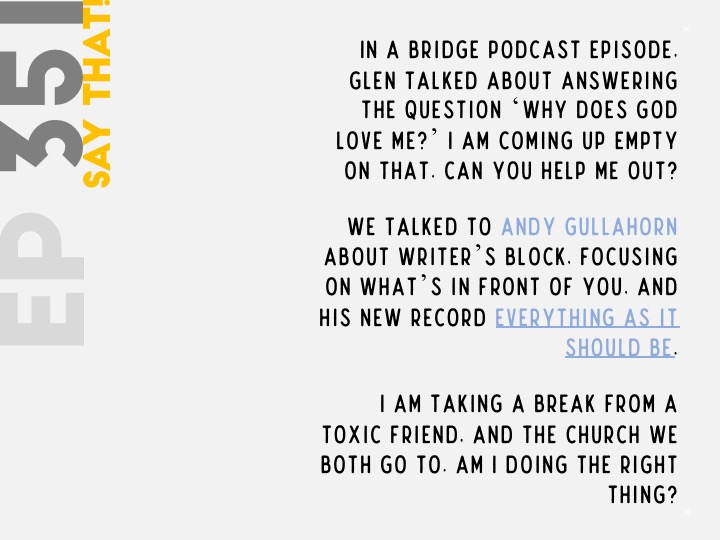 EP 351
SAY THAT!
IN A BRIDGE PODCAST EPISODE,
GLEN TALKED ABOUT ANSWERING
THE QUESTION ‘WHY DOES GOD
LOVE ME?’ I AM COMING UP EMPTY
ON THAT. CAN YOU HELP ME OUT?
WE TALKED TO ANDY GULLAHORN
ABOUT WRITER’S BLOCK, FOCUSING
ON WHAT’S IN FRONT OF YOU, AND
HIS NEW RECORD EVERYTHING AS IT
SHOULD BE.
I AM TAKING A BREAK FROM A
TOXIC FRIEND, AND THE CHURCH WE
BOTH GO TO. AM I DOING THE RIGHT
THING?